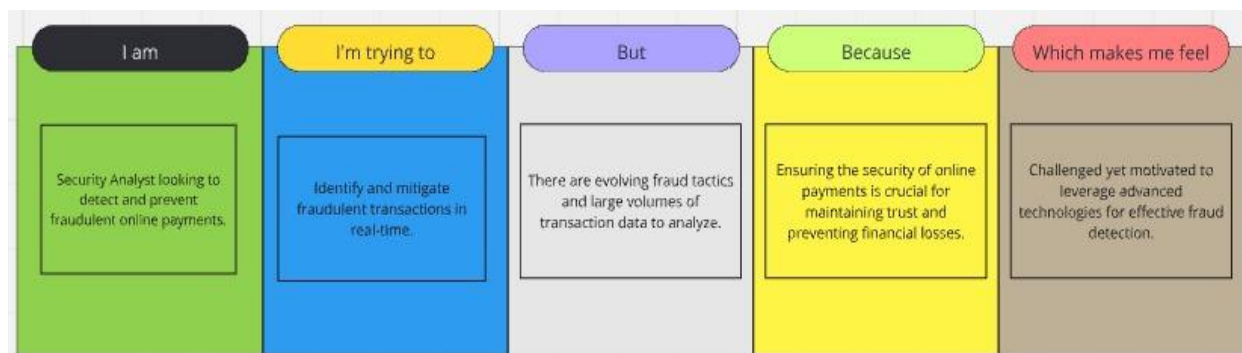 I am
I'm trying to
But
Because
Which makes me feel
Security Analyst looking to
detect and prevent
fraudulent online payments.
Identify and mitigate
fraudulent transactions in
real-time.
There are evolving fraud tactics
and large volumes of
transaction data to analyze.
Ensuring the security of online
payments is crucial for
maintaining trust and
preventing financial losses.
Challenged yet motivated to
leverage advanced
technologies for effective fraud
detection.